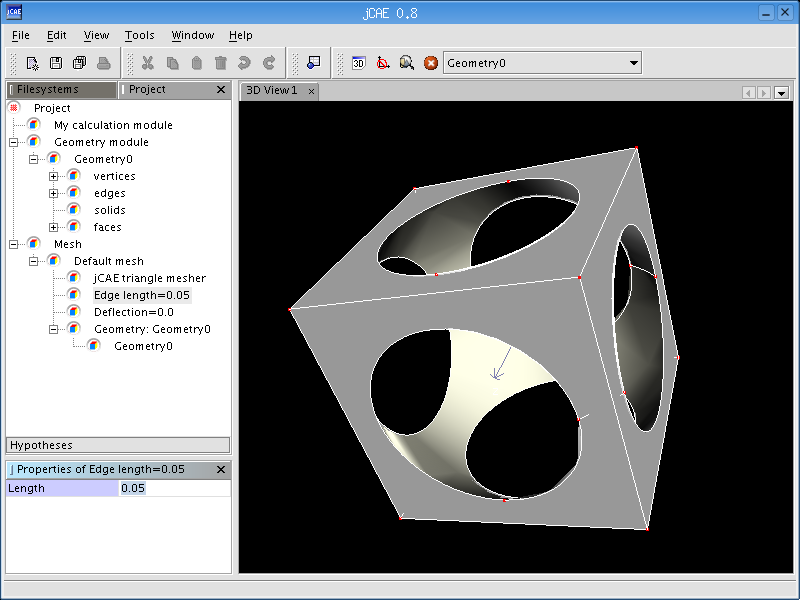 jCAE
jCAE 0.8
File Edit View Tools Window Help
3D Geometry0
Filesystems Project
3D View 1
Project
My calculation module
Geometry module
Geometry0
vertices
edges
solids
faces
Mesh
Default mesh
jCAE triangle mesher
Edge length=0.05
Deflection=0.0
Geometry: Geometry0
Geometry0
Hypotheses
Properties of Edge length=0.05
Length 0.05